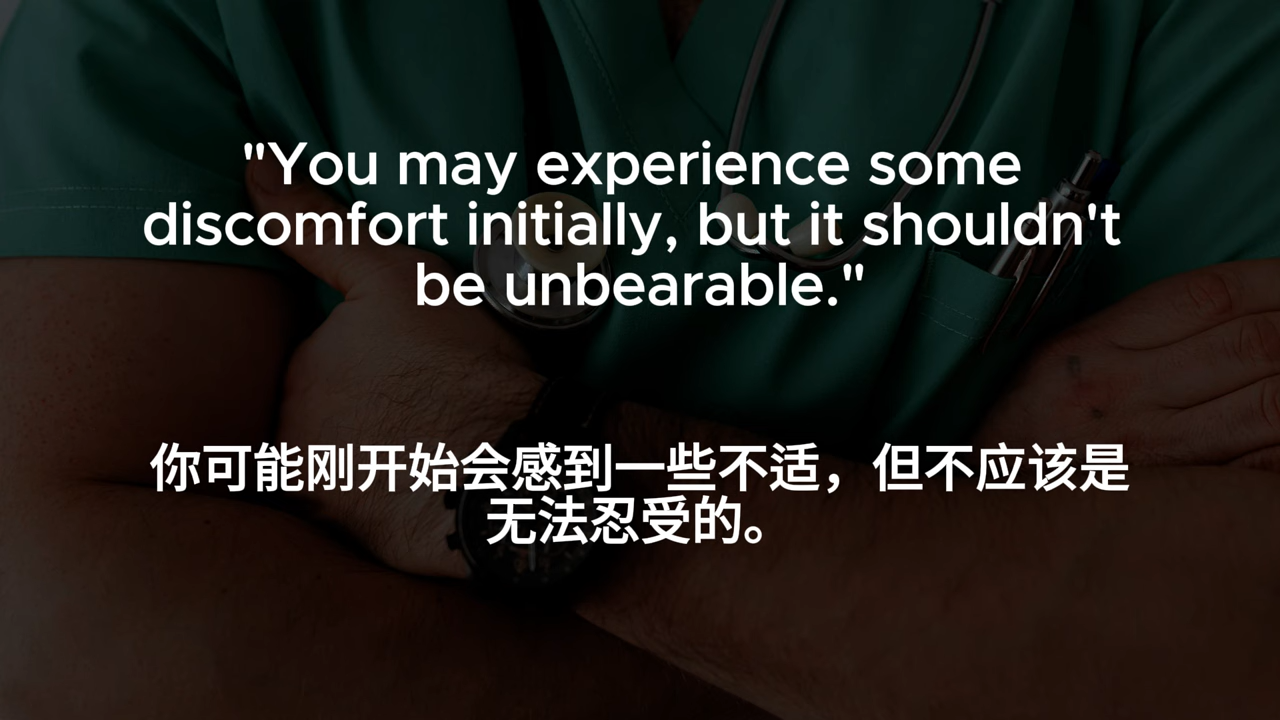 "You may experience some
discomfort initially, but it shouldn't
be unbearable."
你可能刚开始会感到一些不适，但不应该是
无法忍受的。